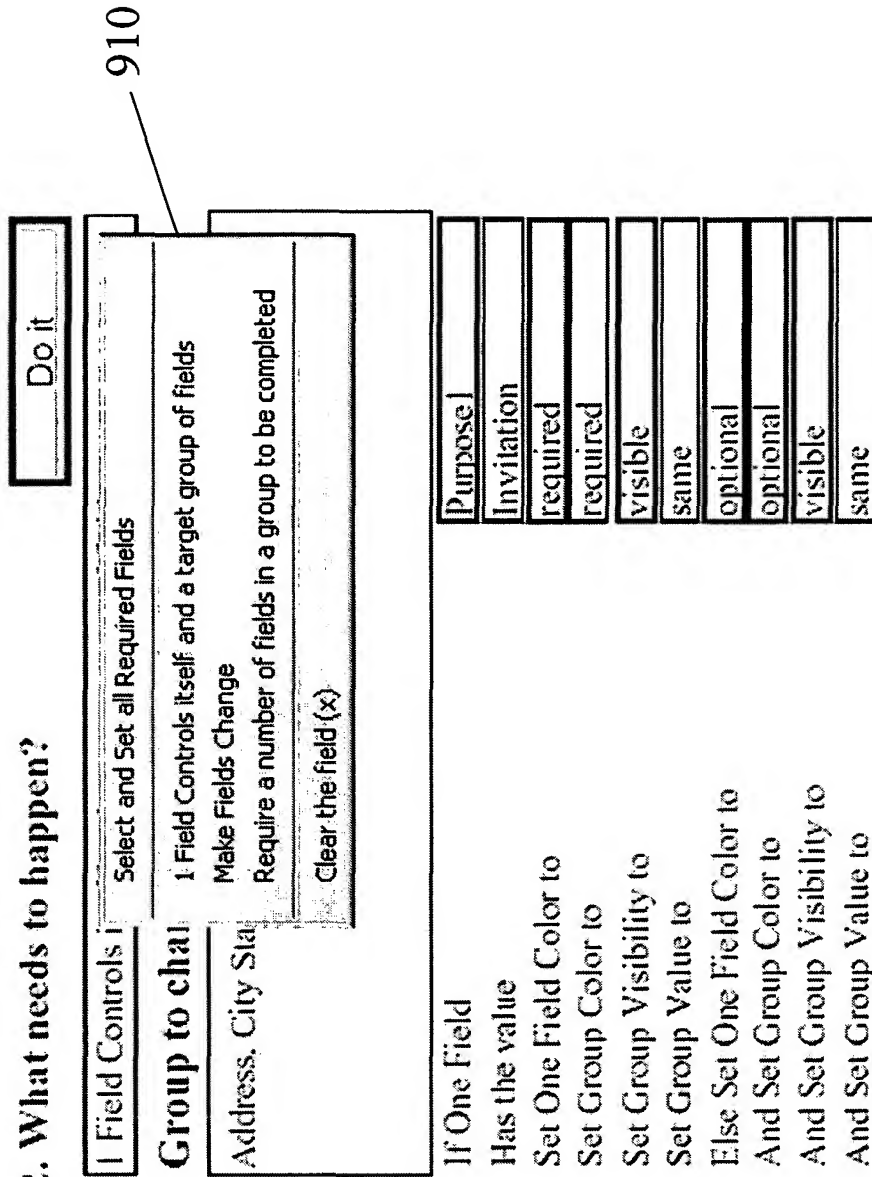 . What needs to happen?
Do it
1 Field Controls
Select and Set all Required Fields
1 Field Controls itself and a target group of fields
Make Fields Change
Require a number of fields in a group to be completed
Clear the field (x)
910
Group to cha
Address, City Sta
If One Field Purpose1
Has the value Invitation
Set One Field Color to required
Set Group Color to required
Set Group Visibility to visible
Set Group Value to same
Else Set One Field Color to optional
And Set Group Color to optional
And Set Group Visibility to visible
And Set Group Value to same